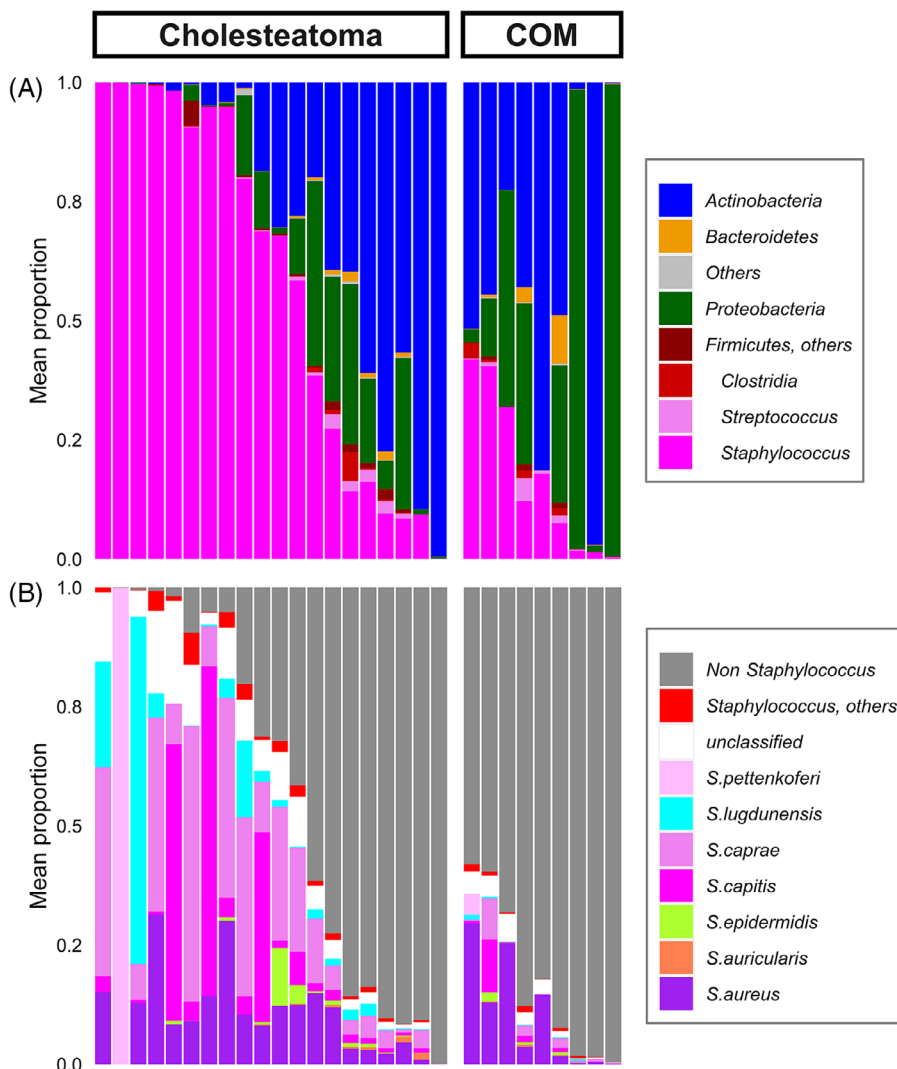 Cholesteatoma COM
(A)
Mean proportion
1.0
0.8
0.5
0.2
0.0
Actinobacteria
Bacteroidetes
Others
Proteobacteria
Firmicutes, others
Clostridia
Streptococcus
Staphylococcus
(B)
Mean proportion
1.0
0.8
0.5
0.2
0.0
Non Staphylococcus
Staphylococcus, others
unclassified
S.pettenkoferi
S.lugdunensis
S.caprae
S.capitis
S.epidermidis
S.auricularis
S.aureus